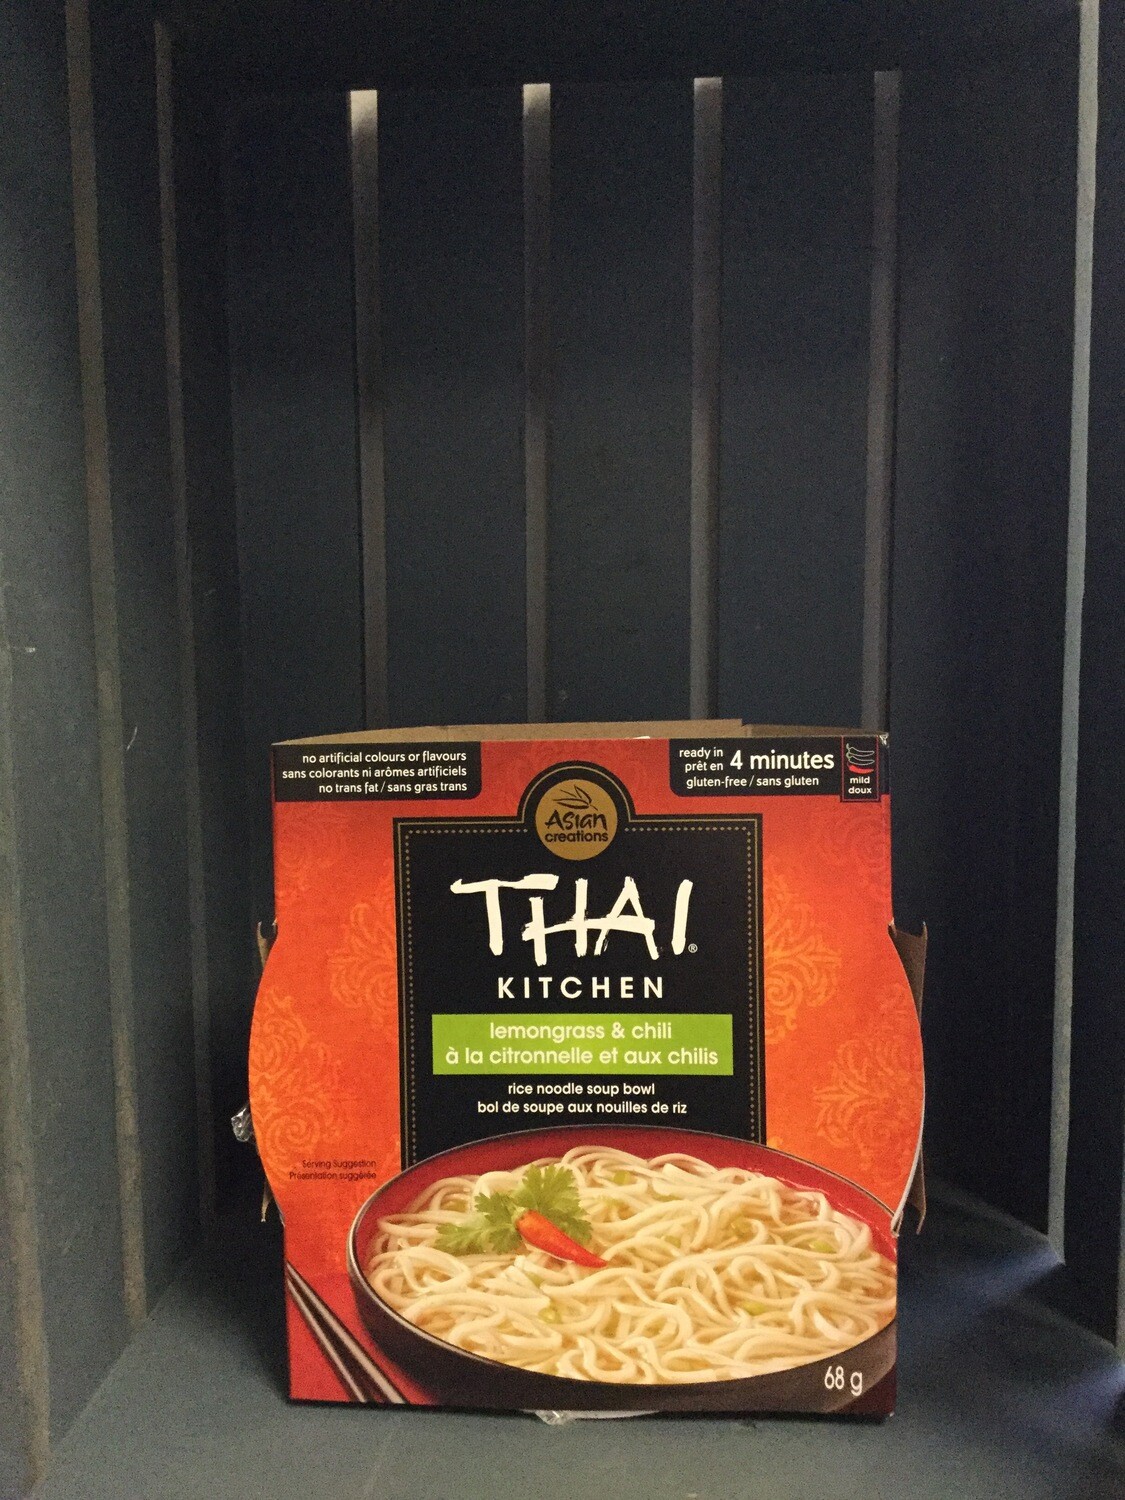 no artificial colours or flavours
sans colorants ni arômes artificiels
no trans fat / sans gras trans
ready in
prêt en
4 minutes
gluten-free / sans gluten
mild
doux
Asian
creations
THAI®
KITCHEN
lemongrass & chili
à la citronnelle et aux chilis
rice noodle soup bowl
bol de soupe aux nouilles de riz
Serving Suggestion
Présentation suggérée
68 g